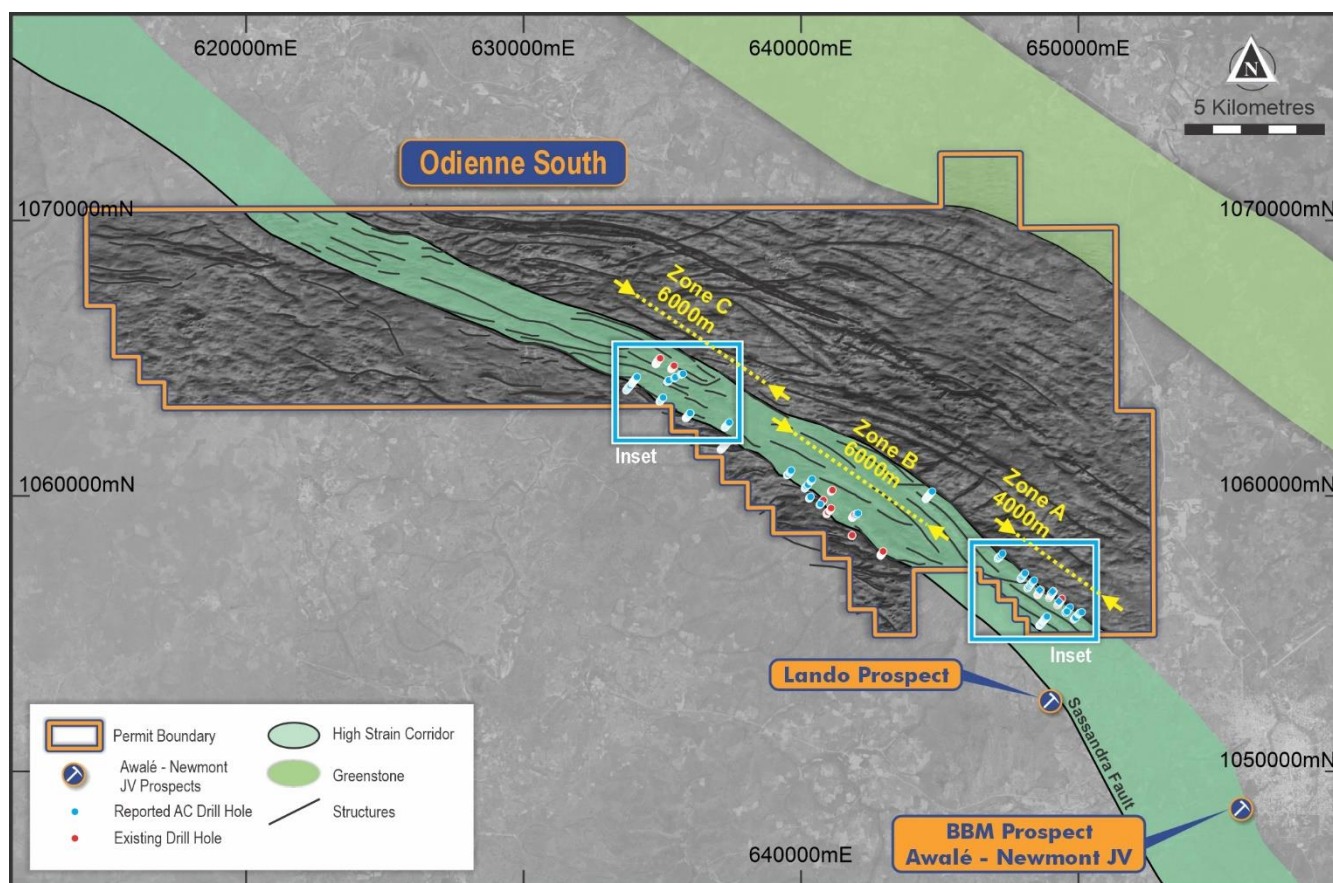 620000mE
630000mE
640000mE
650000mE
N
5 Kilometres
Odienne South
1070000mN
1070000mN
Zone C
6000m
Zone B
6000m
Zone A
4000m
Inset
1060000mN
1060000mN
Inset
Lando Prospect
Sassandra Fault
1050000mN
BBM Prospect
Awalé - Newmont JV
640000mE
Permit Boundary
Awalé - Newmont
JV Prospects
Reported AC Drill Hole
Existing Drill Hole
High Strain Corridor
Greenstone
Structures